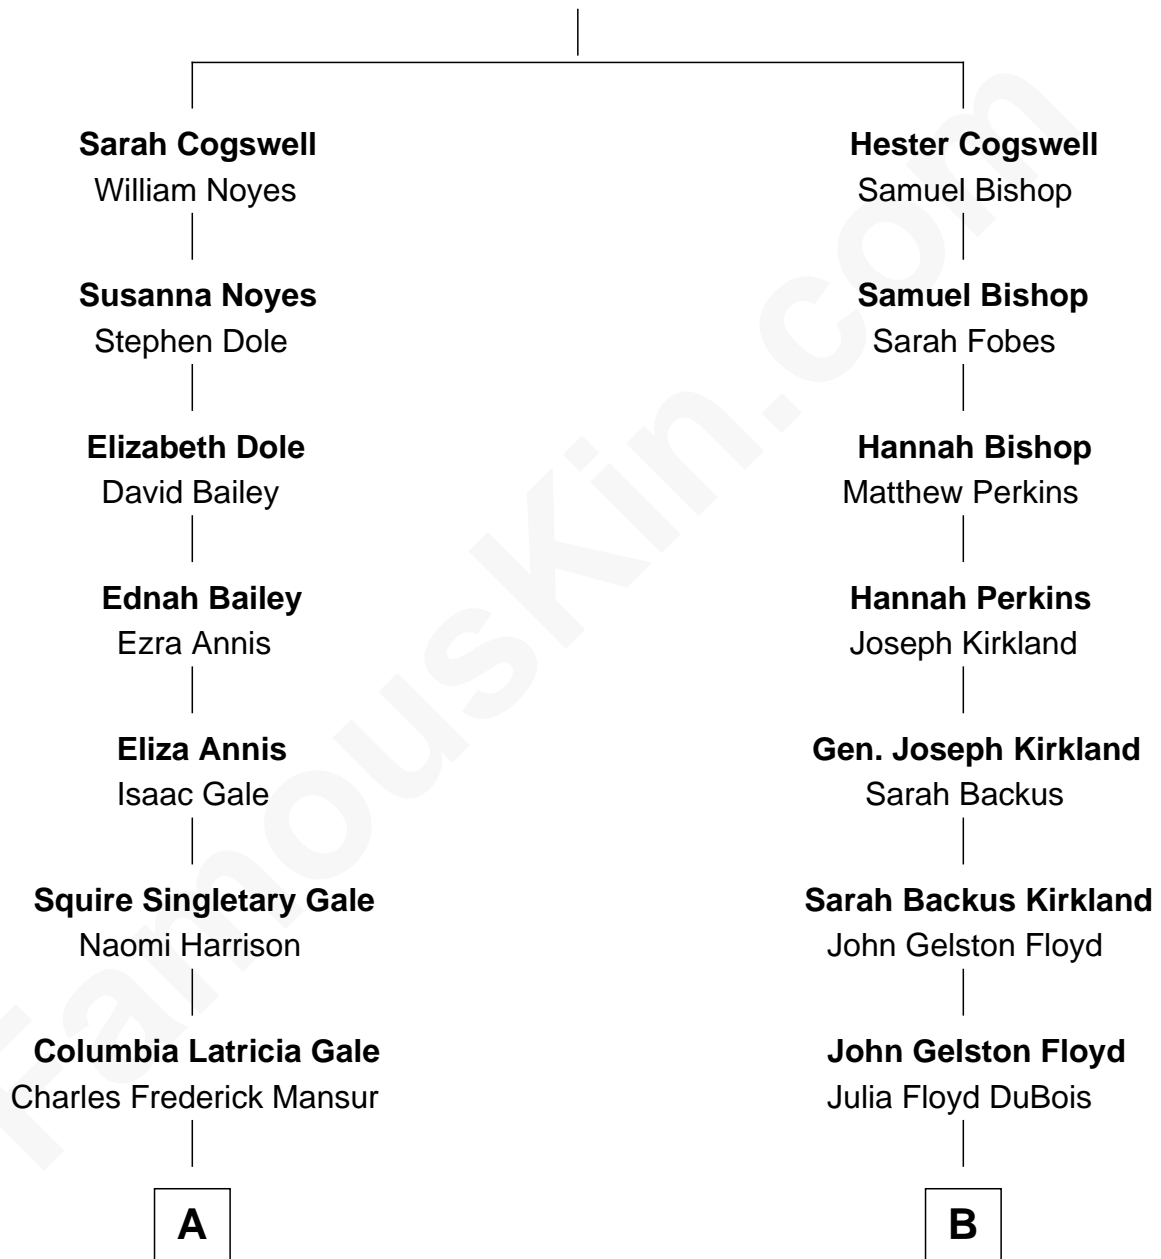 Sarah Cogswell
William Noyes
Susanna Noyes
Stephen Dole
Elizabeth Dole
David Bailey
Ednah Bailey
Ezra Annis
Eliza Annis
Isaac Gale
Squire Singletary Gale
Naomi Harrison
Columbia Latricia Gale
Charles Frederick Mansur
A
Hester Cogswell
Samuel Bishop
Samuel Bishop
Sarah Fobes
Hannah Bishop
Matthew Perkins
Hannah Perkins
Joseph Kirkland
Gen. Joseph Kirkland
Sarah Backus
Sarah Backus Kirkland
John Gelston Floyd
John Gelston Floyd
Julia Floyd DuBois
B
FamousKin.com